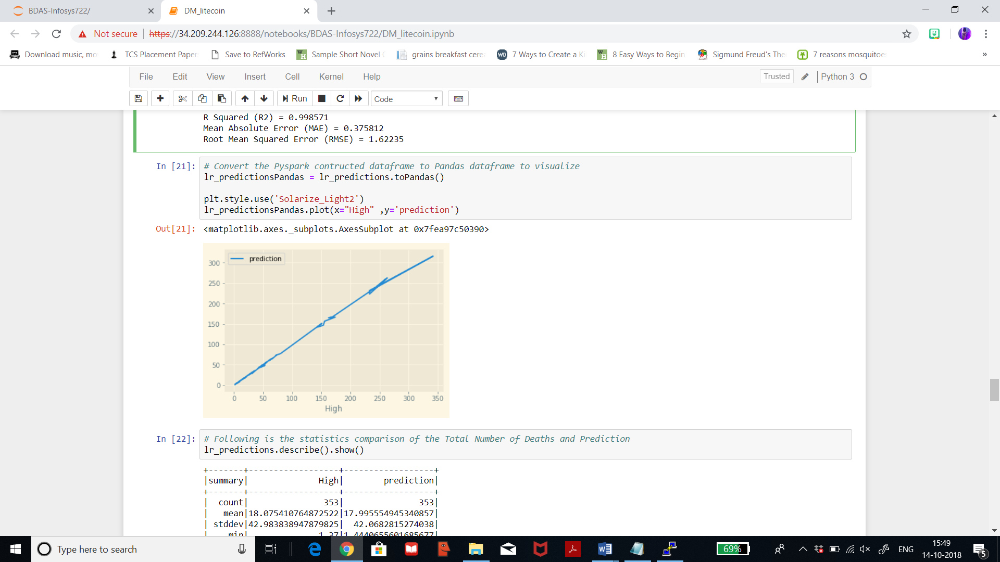 BDAS-Infosys722/
DM_litecoin
Not secure https://34.209.244.126:8888/notebooks/BDAS-Infosys722/DM_litecoin.ipynb
Download music, mo TCS Placement Paper Save to RefWorks Sample Short Novel grains breakfast cere 7 Ways to Create a Ki 8 Easy Ways to Begin Sigmund Freud's The 7 reasons mosquitoe »
File Edit View Insert Cell Kernel Help Trusted Python 3
Run Code
R Squared (R2) = 0.998571
Mean Absolute Error (MAE) = 0.375812
Root Mean Squared Error (RMSE) = 1.62235
In [21]: # Convert the Pyspark contructed dataframe to Pandas dataframe to visualize
lr_predictionsPandas = lr_predictions.toPandas()
plt.style.use('Solarize_Light2')
lr_predictionsPandas.plot(x="High" ,y='prediction')
Out[21]: <matplotlib.axes._subplots.AxesSubplot at 0x7fea97c50390>
prediction
300
250
200
150
100
50
0
0 50 100 150 200 250 300 350
High
In [22]: # Following is the statistics comparison of the Total Number of Deaths and Prediction
lr_predictions.describe().show()
+-------+------------------+------------------+
|summary| High| prediction|
+-------+------------------+------------------+
| count| 353| 353|
| mean|18.075410764872522|17.995554945340857|
| stddev|42.983838947879825| 42.0682815274038|
| min| 1.37|1.4440655601685677|
Type here to search 69% ENG 15:49
14-10-2018 5